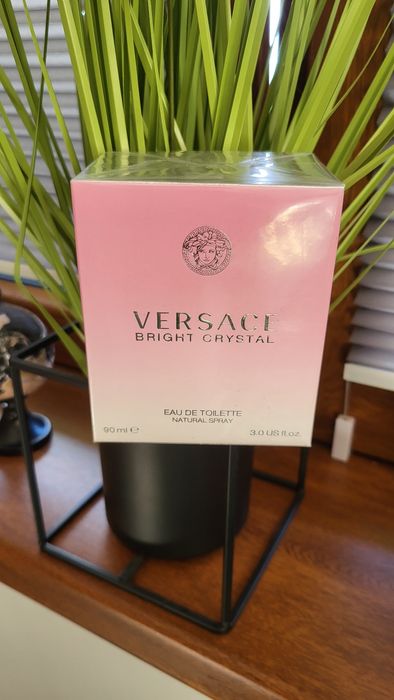 VERSACE
BRIGHT CRYSTAL
EAU DE TOILETTE
NATURAL SPRAY
90 ml ℮ 3.0 US fl.oz.